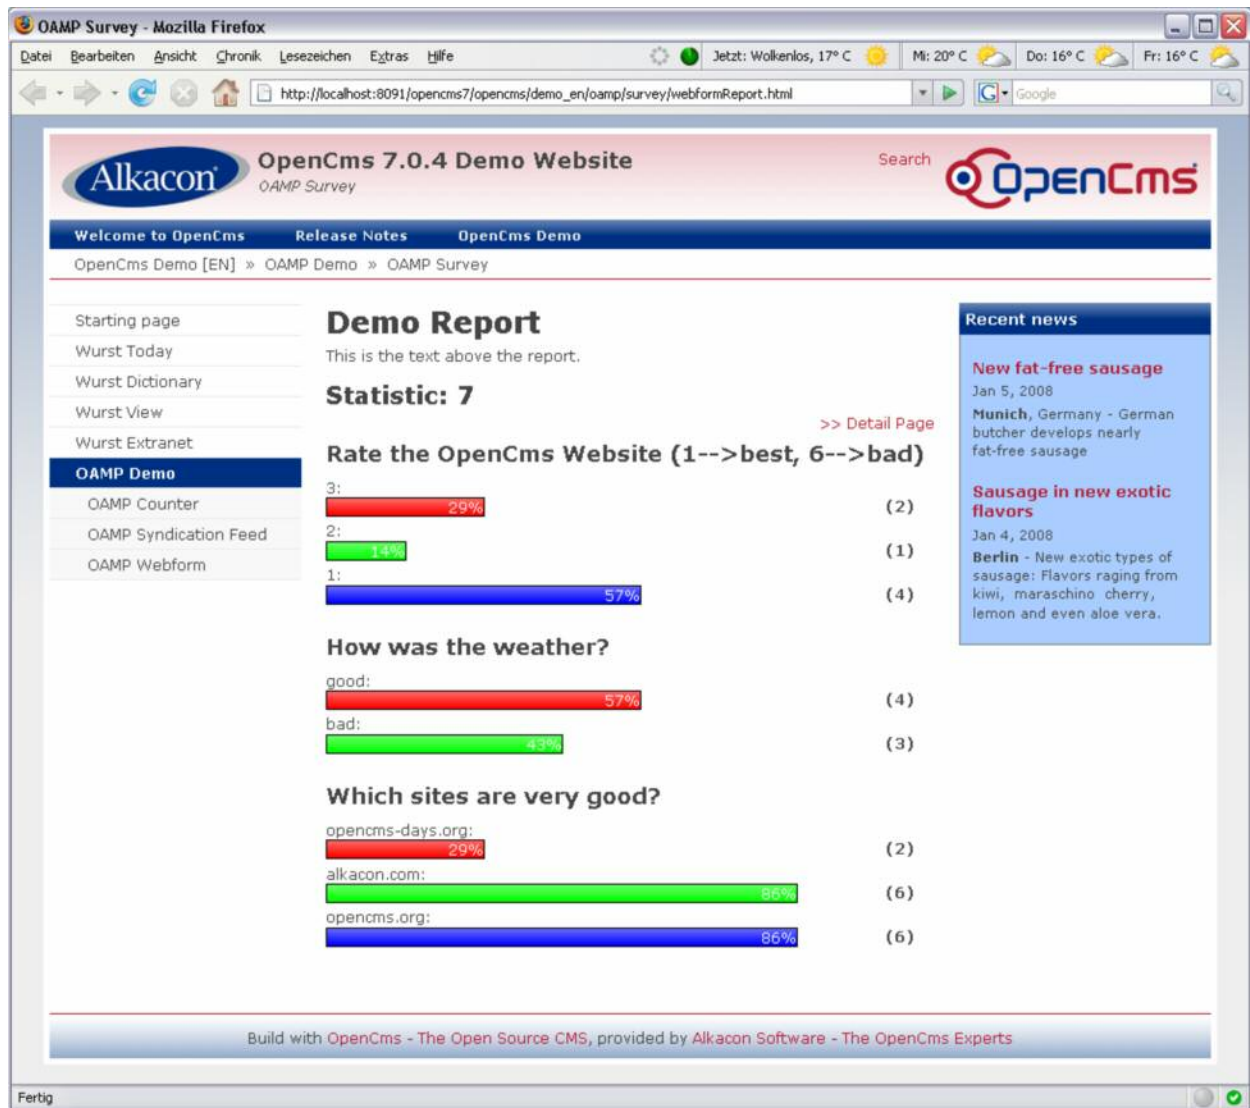 OAMP Survey - Mozilla Firefox
Datei Bearbeiten Ansicht Chronik Lesezeichen Extras Hilfe Jetzt: Wolkenlos, 17° C Mi: 20° C Do: 16° C Fr: 16° C
http://localhost:8091/opencms7/opencms/demo_en/oamp/survey/webformReport.html G Google
Alkacon
OpenCms 7.0.4 Demo Website
OAMP Survey
Search
OpenCms
Welcome to OpenCms Release Notes OpenCms Demo
OpenCms Demo [EN] » OAMP Demo » OAMP Survey
Starting page
Wurst Today
Wurst Dictionary
Wurst View
Wurst Extranet
OAMP Demo
OAMP Counter
OAMP Syndication Feed
OAMP Webform
Demo Report
This is the text above the report.
Statistic: 7
>> Detail Page
Rate the OpenCms Website (1-->best, 6-->bad)
3:
29% (2)
2:
14% (1)
1:
57% (4)
How was the weather?
good:
57% (4)
bad:
43% (3)
Which sites are very good?
opencms-days.org:
29% (2)
alkacon.com:
86% (6)
opencms.org:
86% (6)
Recent news
New fat-free sausage
Jan 5, 2008
Munich, Germany - German
butcher develops nearly
fat-free sausage
Sausage in new exotic
flavors
Jan 4, 2008
Berlin - New exotic types of
sausage: Flavors raging from
kiwi, maraschino cherry,
lemon and even aloe vera.
Build with OpenCms - The Open Source CMS, provided by Alkacon Software - The OpenCms Experts
Fertig